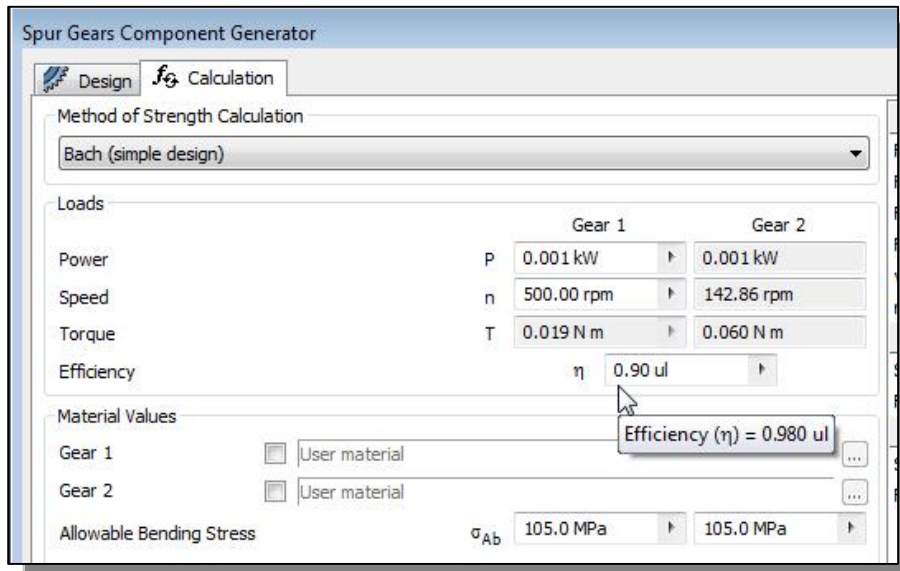 Spur Gears Component Generator
Design Calculation
Method of Strength Calculation
Bach (simple design)
Loads
Gear 1 Gear 2
Power P 0.001 kW 0.001 kW
Speed n 500.00 rpm 142.86 rpm
Torque T 0.019 N m 0.060 N m
Efficiency η 0.90 ul
Efficiency (η) = 0.980 ul
Material Values
Gear 1 User material ...
Gear 2 User material ...
Allowable Bending Stress σAb 105.0 MPa 105.0 MPa